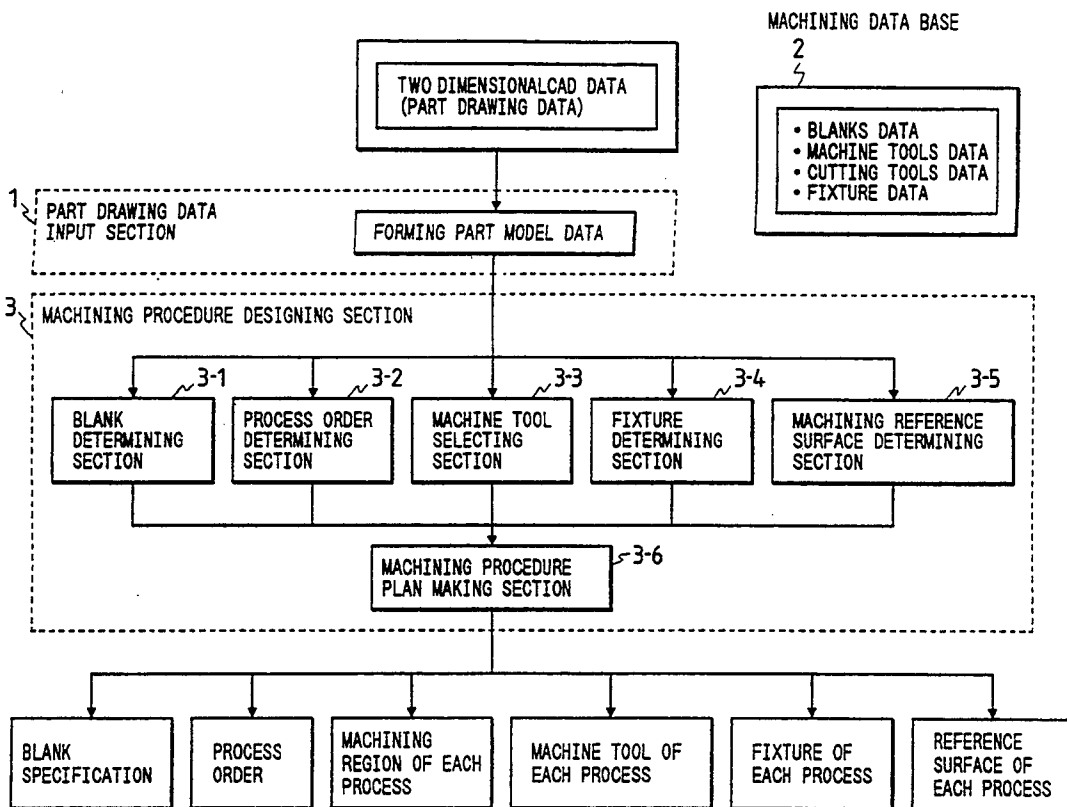 MACHINING DATA BASE
2
TWO DIMENSIONALCAD DATA
(PART DRAWING DATA)
• BLANKS DATA
• MACHINE TOOLS DATA
• CUTTING TOOLS DATA
• FIXTURE DATA
1
PART DRAWING DATA
INPUT SECTION
FORMING PART MODEL DATA
3
MACHINING PROCEDURE DESIGNING SECTION
3-1
BLANK
DETERMINING
SECTION
3-2
PROCESS ORDER
DETERMINING
SECTION
3-3
MACHINE TOOL
SELECTING
SECTION
3-4
FIXTURE
DETERMINING
SECTION
3-5
MACHINING REFERENCE
SURFACE DETERMINING
SECTION
3-6
MACHINING PROCEDURE
PLAN MAKING SECTION
BLANK
SPECIFICATION
PROCESS
ORDER
MACHINING
REGION OF EACH
PROCESS
MACHINE TOOL OF
EACH PROCESS
FIXTURE OF
EACH PROCESS
REFERENCE
SURFACE OF
EACH PROCESS